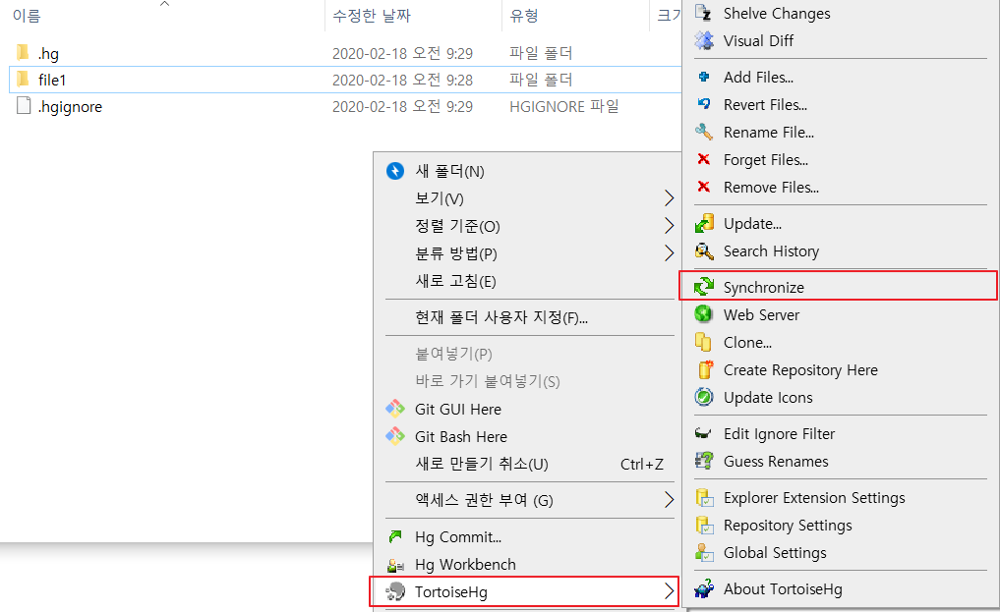 이름 수정한 날짜 유형 크기
.hg 2020-02-18 오전 9:29 파일 폴더
file1 2020-02-18 오전 9:28 파일 폴더
.hgignore 2020-02-18 오전 9:29 HGIGNORE 파일
새 폴더(N)
보기(V)
정렬 기준(O)
분류 방법(P)
새로 고침(E)
현재 폴더 사용자 지정(F)...
붙여넣기(P)
바로 가기 붙여넣기(S)
Git GUI Here
Git Bash Here
새로 만들기 취소(U) Ctrl+Z
액세스 권한 부여 (G)
Hg Commit...
Hg Workbench
TortoiseHg
Shelve Changes
Visual Diff
Add Files...
Revert Files...
Rename File...
Forget Files...
Remove Files...
Update...
Search History
Synchronize
Web Server
Clone...
Create Repository Here
Update Icons
Edit Ignore Filter
Guess Renames
Explorer Extension Settings
Repository Settings
Global Settings
About TortoiseHg